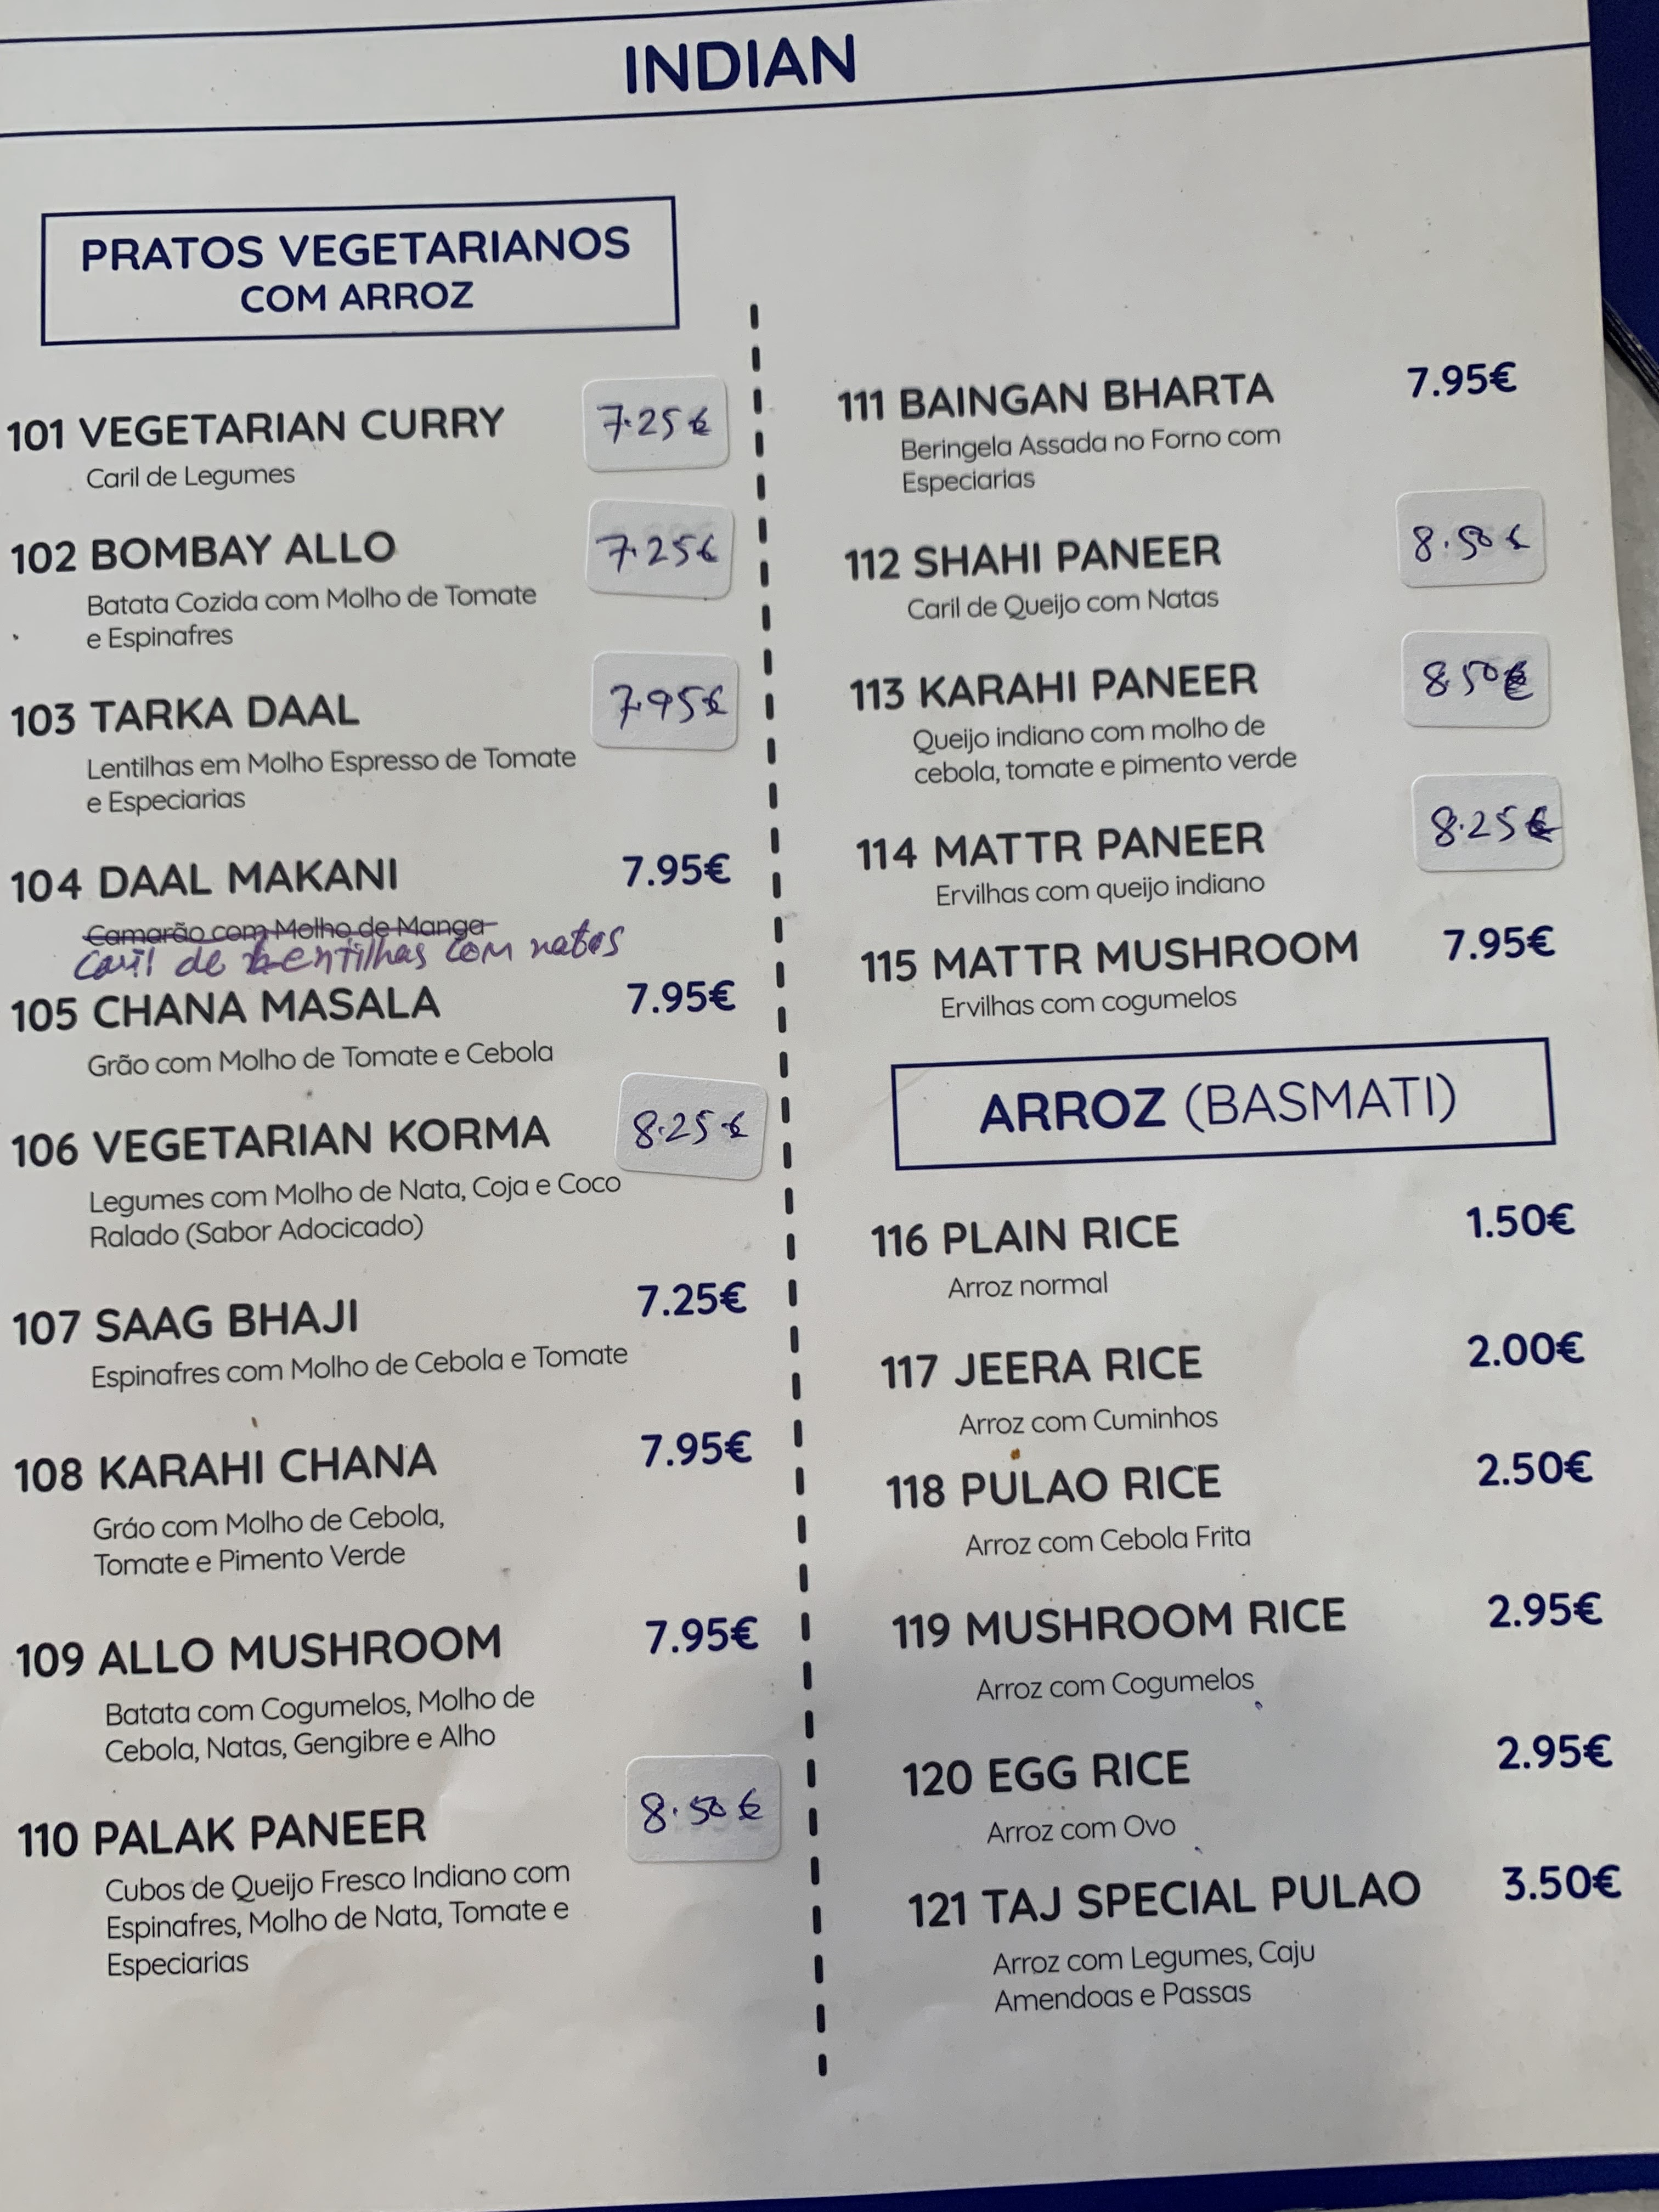 INDIAN
PRATOS VEGETARIANOS
COM ARROZ
101 VEGETARIAN CURRY 7.25€
Caril de Legumes
102 BOMBAY ALLO 7.25€
Batata Cozida com Molho de Tomate
e Espinafres
103 TARKA DAAL 7.95€
Lentilhas em Molho Espresso de Tomate
e Especiarias
104 DAAL MAKANI 7.95€
Camarão com Molho de Manga
Caril de Lentilhas com natas
105 CHANA MASALA 7.95€
Grão com Molho de Tomate e Cebola
106 VEGETARIAN KORMA 8.25€
Legumes com Molho de Nata, Coja e Coco
Ralado (Sabor Adocicado)
107 SAAG BHAJI 7.25€
Espinafres com Molho de Cebola e Tomate
108 KARAHI CHANA 7.95€
Gráo com Molho de Cebola,
Tomate e Pimento Verde
109 ALLO MUSHROOM 7.95€
Batata com Cogumelos, Molho de
Cebola, Natas, Gengibre e Alho
110 PALAK PANEER 8.50€
Cubos de Queijo Fresco Indiano com
Espinafres, Molho de Nata, Tomate e
Especiarias
111 BAINGAN BHARTA 7.95€
Beringela Assada no Forno com
Especiarias
112 SHAHI PANEER 8.50€
Caril de Queijo com Natas
113 KARAHI PANEER 8.50€
Queijo indiano com molho de
cebola, tomate e pimento verde
114 MATTR PANEER 8.25€
Ervilhas com queijo indiano
115 MATTR MUSHROOM 7.95€
Ervilhas com cogumelos
ARROZ (BASMATI)
116 PLAIN RICE 1.50€
Arroz normal
117 JEERA RICE 2.00€
Arroz com Cuminhos
118 PULAO RICE 2.50€
Arroz com Cebola Frita
119 MUSHROOM RICE 2.95€
Arroz com Cogumelos
120 EGG RICE 2.95€
Arroz com Ovo
121 TAJ SPECIAL PULAO 3.50€
Arroz com Legumes, Caju
Amendoas e Passas